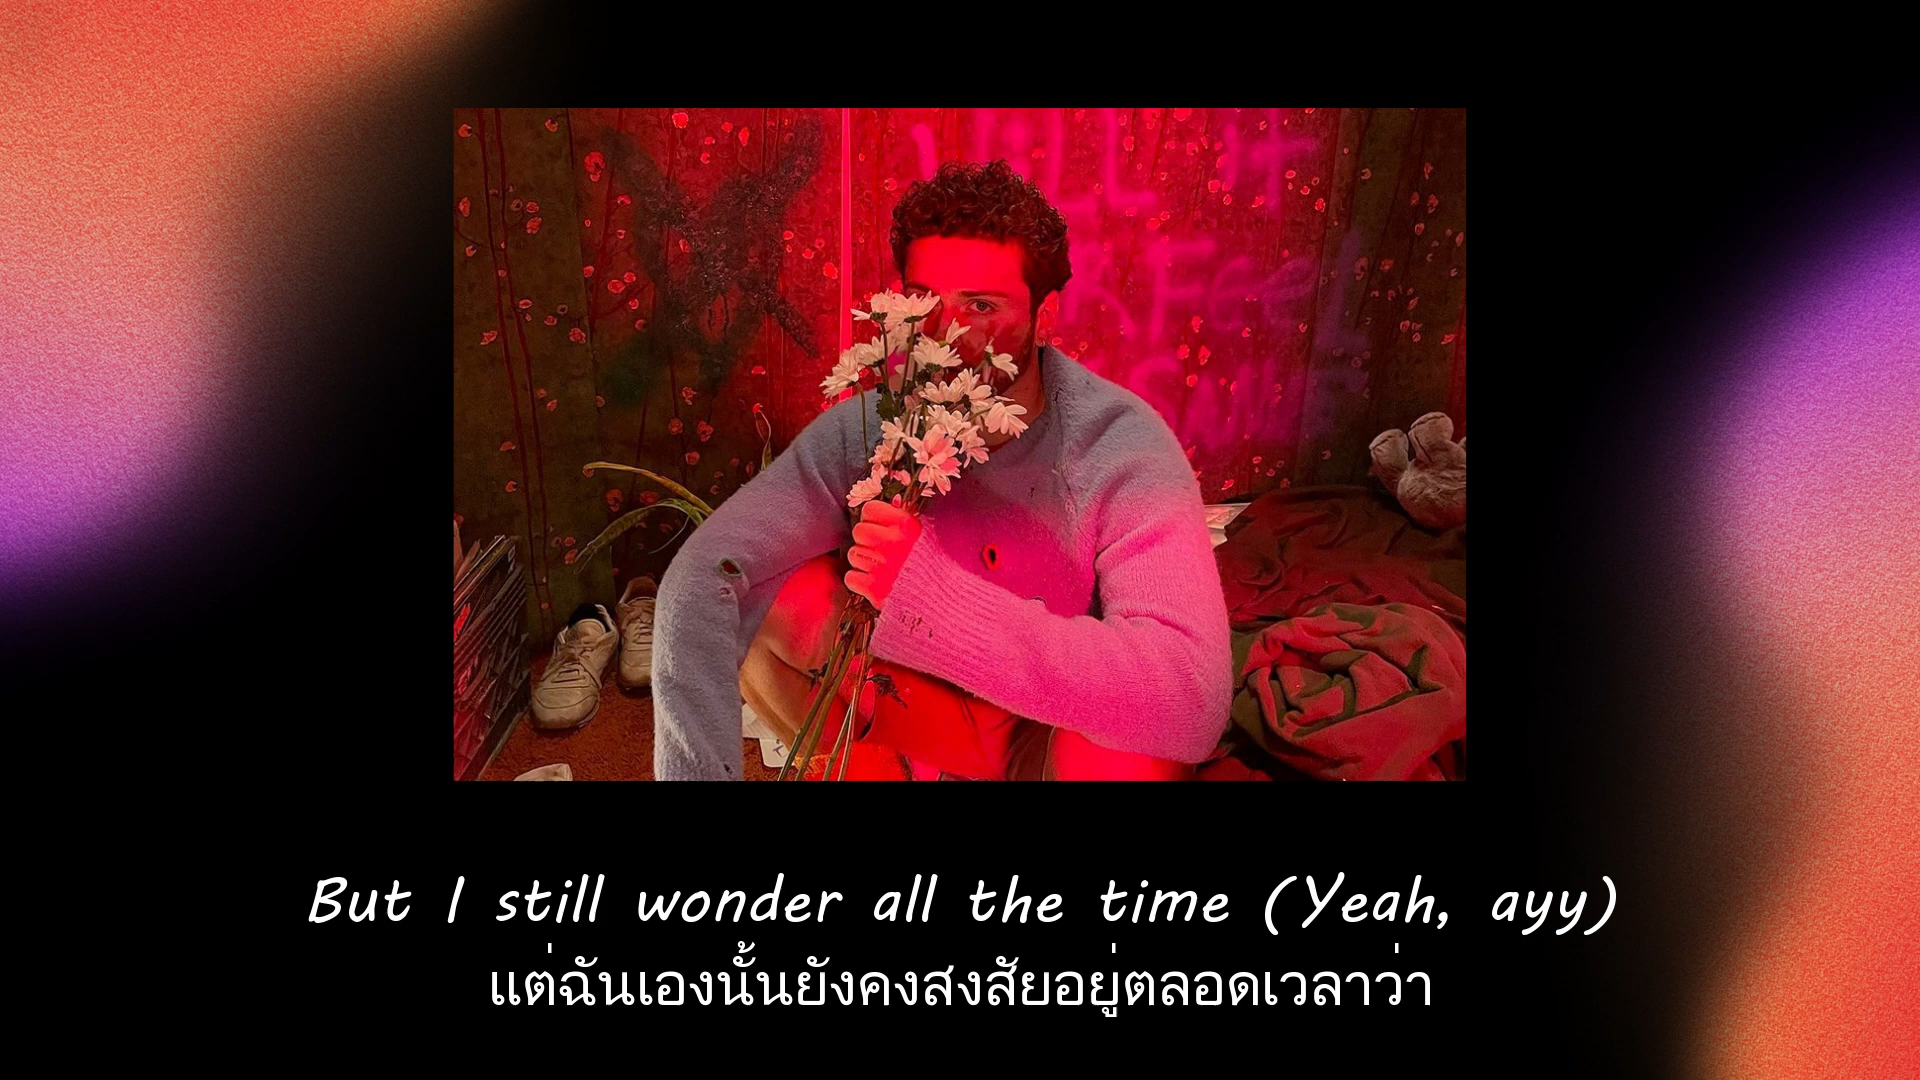 But I still wonder all the time (Yeah, ayy)
แต่ฉันเองนั้นยังคงสงสัยอยู่ตลอดเวลาว่า